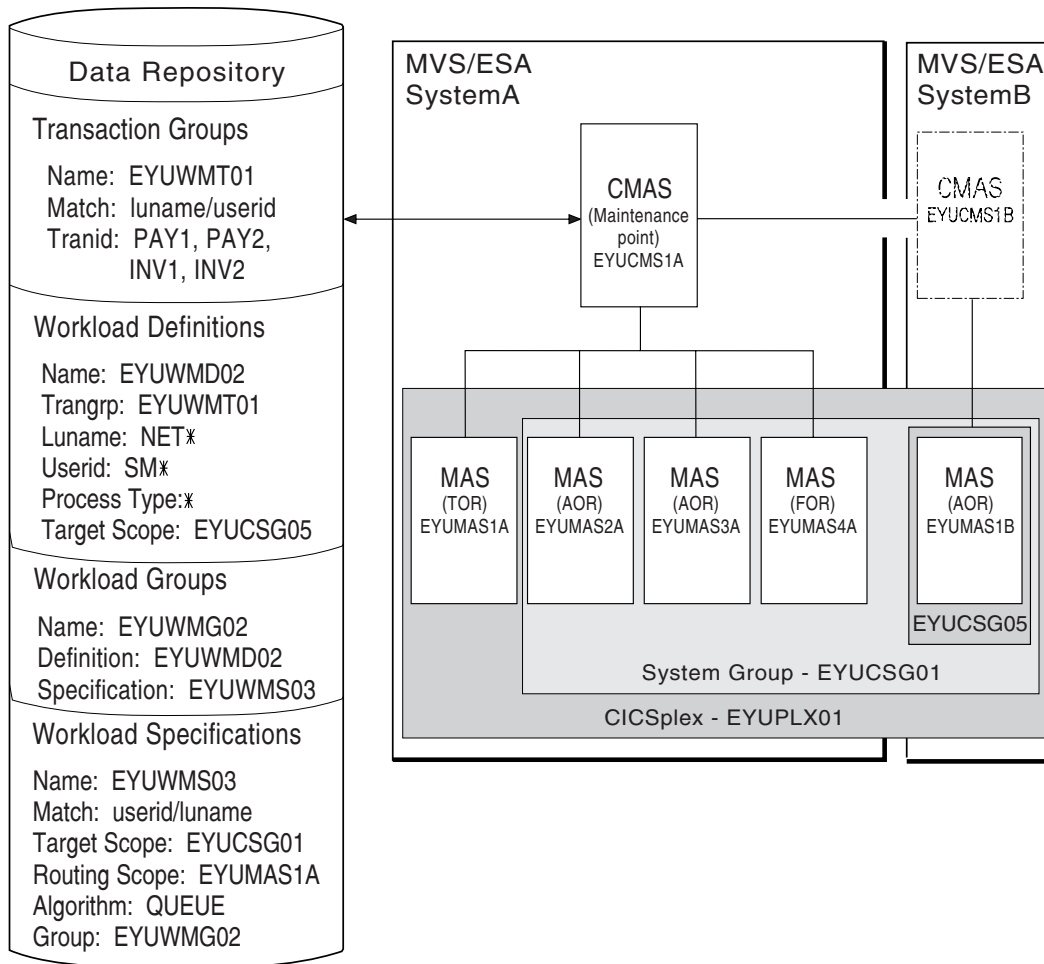 Data Repository
Transaction Groups
Name: EYUWMT01
Match: luname/userid
Tranid: PAY1, PAY2,
INV1, INV2
Workload Definitions
Name: EYUWMD02
Trangrp: EYUWMT01
Luname: NET*
Userid: SM*
Process Type:*
Target Scope: EYUCSG05
Workload Groups
Name: EYUWMG02
Definition: EYUWMD02
Specification: EYUWMS03
Workload Specifications
Name: EYUWMS03
Match: userid/luname
Target Scope: EYUCSG01
Routing Scope: EYUMAS1A
Algorithm: QUEUE
Group: EYUWMG02
MVS/ESA
SystemA
CMAS
(Maintenance
point)
EYUCMS1A
MVS/ESA
SystemB
CMAS
EYUCMS1B
MAS
(TOR)
EYUMAS1A
MAS
(AOR)
EYUMAS2A
MAS
(AOR)
EYUMAS3A
MAS
(FOR)
EYUMAS4A
MAS
(AOR)
EYUMAS1B
EYUCSG05
System Group - EYUCSG01
CICSplex - EYUPLX01